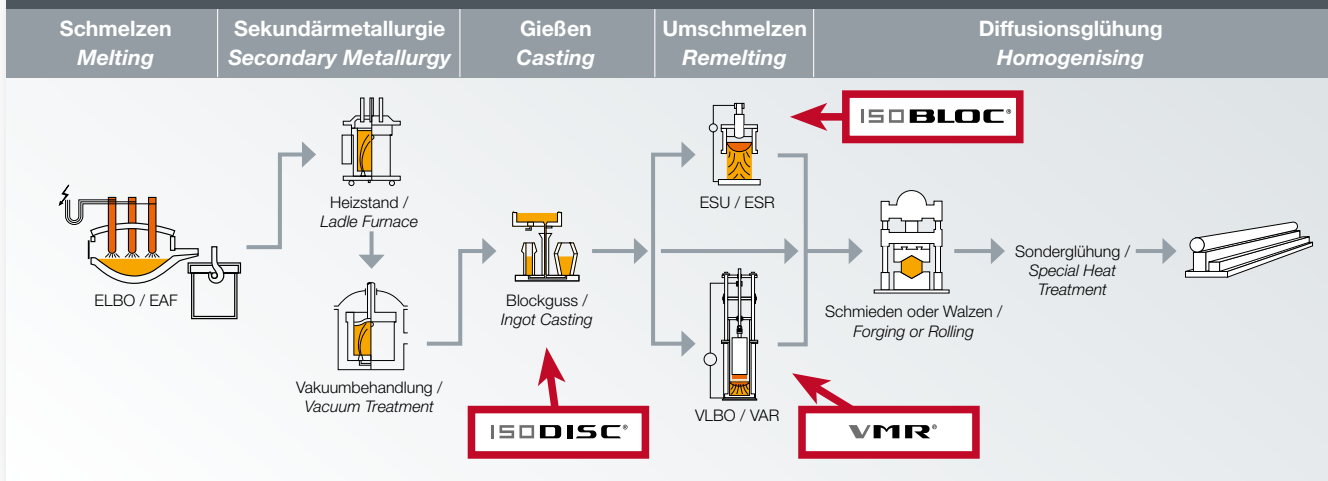 Schmelzen
Melting
Sekundärmetallurgie
Secondary Metallurgy
Gießen
Casting
Umschmelzen
Remelting
Diffusionsglühung
Homogenising
ISOBLOC®
Heizstand /
Ladle Furnace
ESU / ESR
ELBO / EAF
Blockguss /
Ingot Casting
Sonderglühung /
Special Heat
Treatment
Schmieden oder Walzen /
Forging or Rolling
Vakuumbehandlung /
Vacuum Treatment
VLBO / VAR
ISODISC®
VMR®